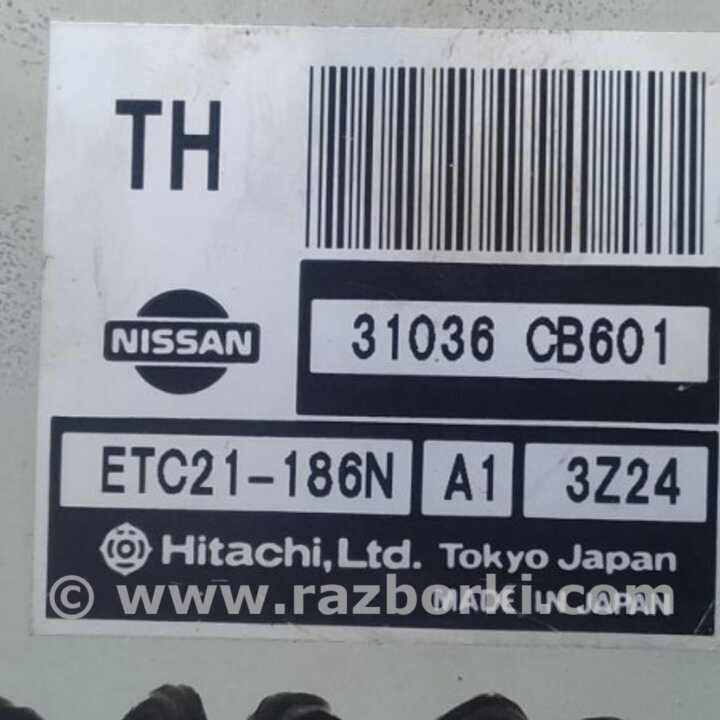 TH
NISSAN
31036 CB601
ETC21-186N A1 3Z24
Hitachi, Ltd. Tokyo Japan
MADE IN JAPAN
© www.razborki.com